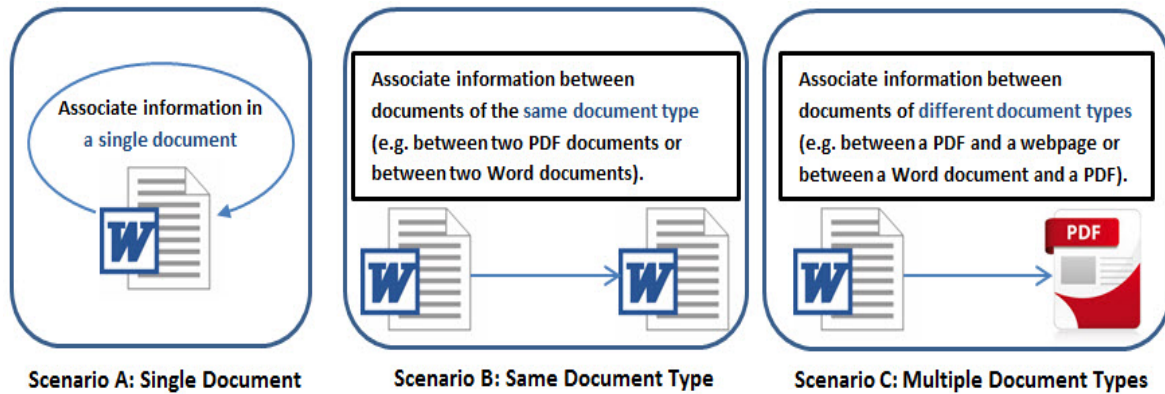 Associate information in
a single document
W
Scenario A: Single Document
Associate information between
documents of the same document type
(e.g. between two PDF documents or
between two Word documents).
W
W
Scenario B: Same Document Type
Associate information between
documents of different document types
(e.g. between a PDF and a webpage or
between a Word document and a PDF).
W
PDF
Scenario C: Multiple Document Types